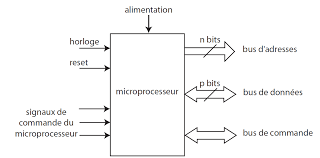 alimentation
horloge
reset
signaux de
commande du
microprocesseur
microprocesseur
n bits
bus d'adresses
p bits
bus de données
bus de commande